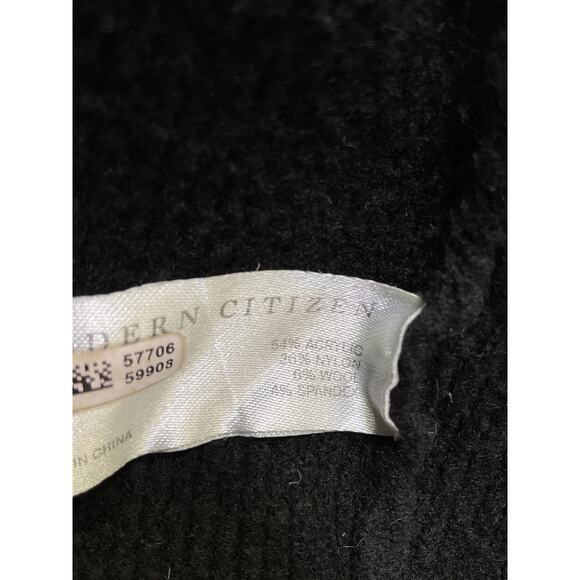 DERN CITIZEN
57706
59908
54% ACRYLIC
36% NYLON
6% WOOL
4% SPANDEX
IN CHINA